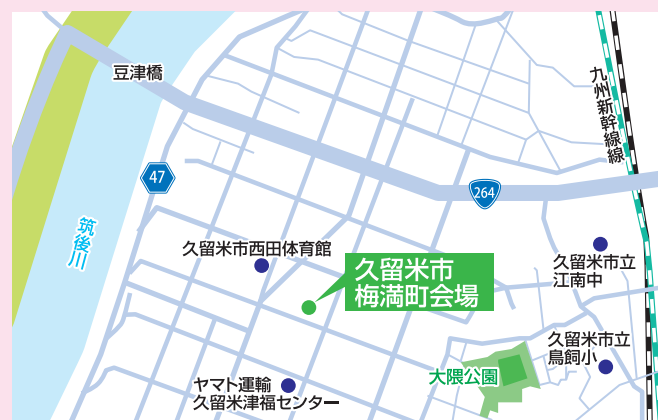 豆津橋
九州新幹線線
47
264
筑後川
久留米市西田体育館
久留米市
梅満町会場
久留米市立
江南中
久留米市立
鳥飼小
大隈公園
ヤマト運輸
久留米津福センター